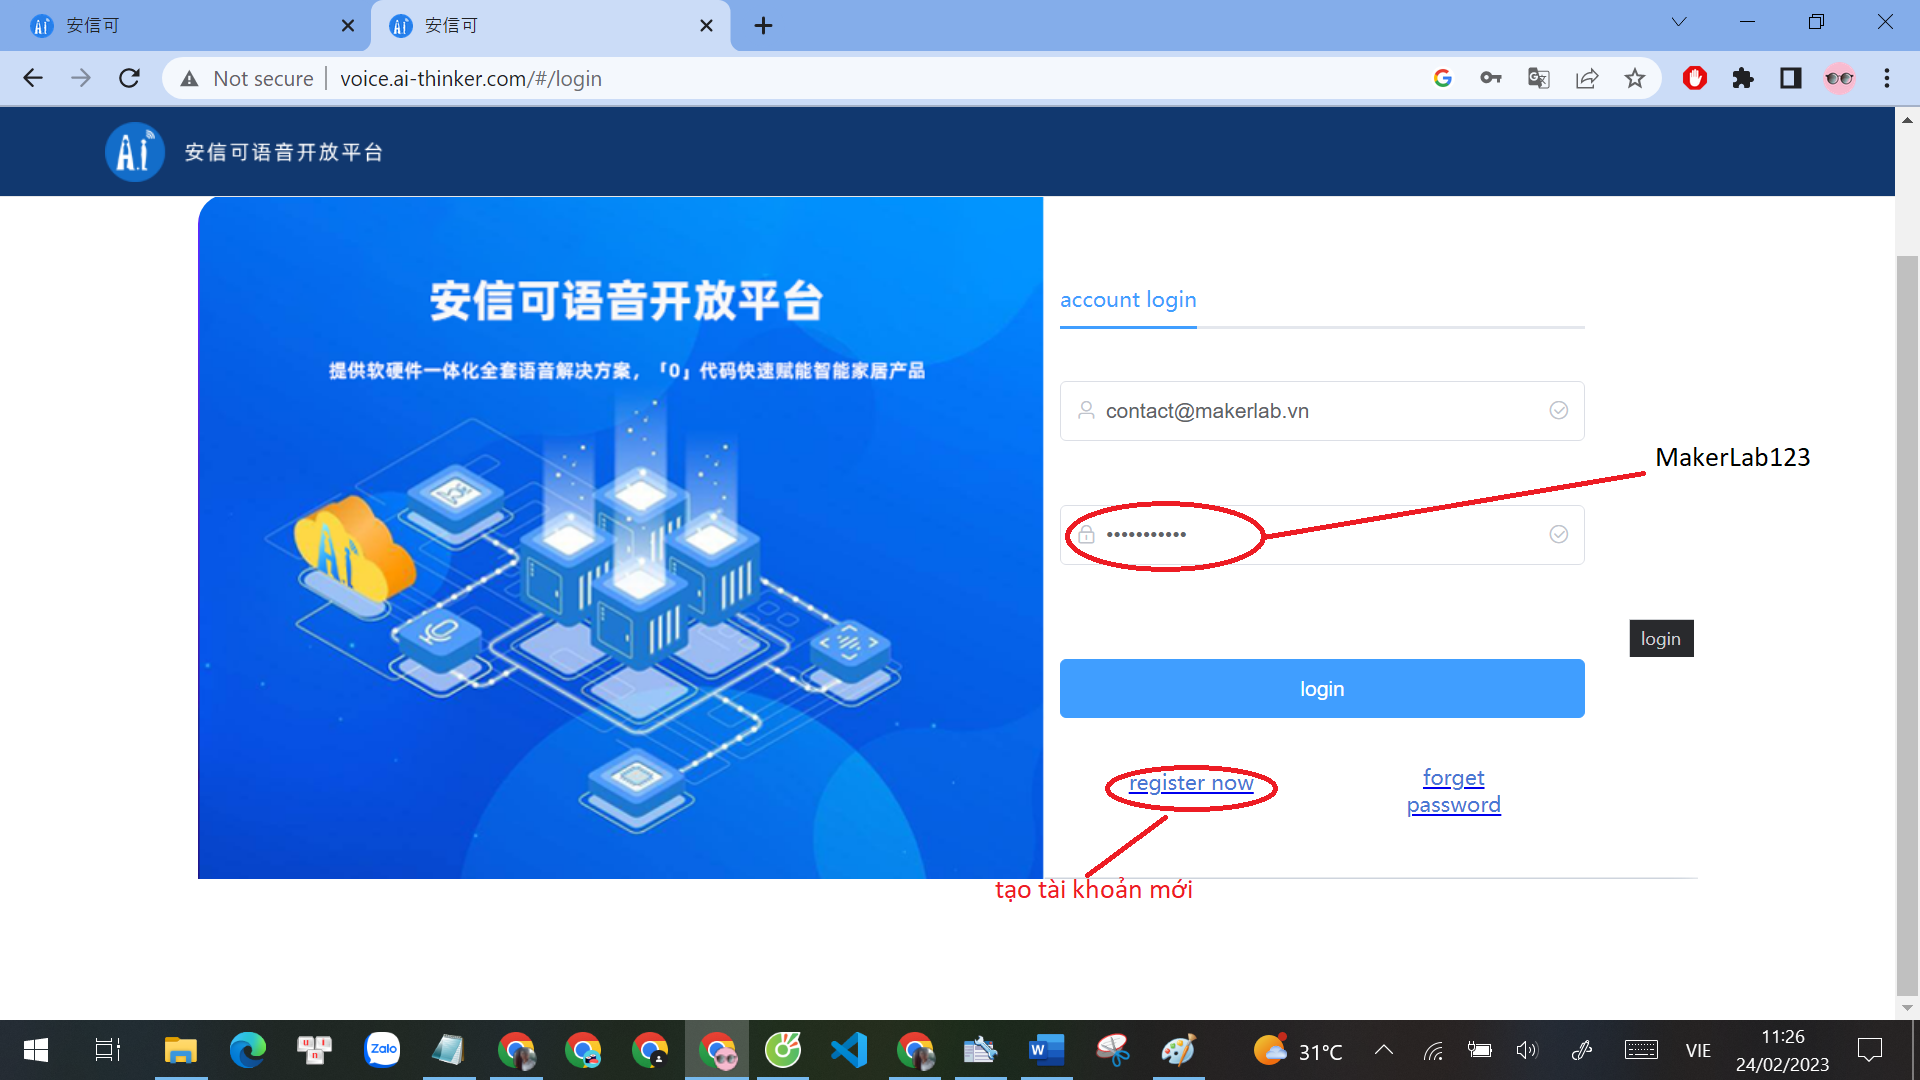 安信可
安信可
Not secure
voice.ai-thinker.com/#/login
Ai
安信可语音开放平台
安信可语音开放平台
提供软硬件一体化全套语音解决方案，「0」代码快速赋能智能家居产品
account login
contact@makerlab.vn
MakerLab123
•••••••••••
login
login
register now
forget
password
tạo tài khoản mới
Zalo
31°C
VIE
11:26
24/02/2023